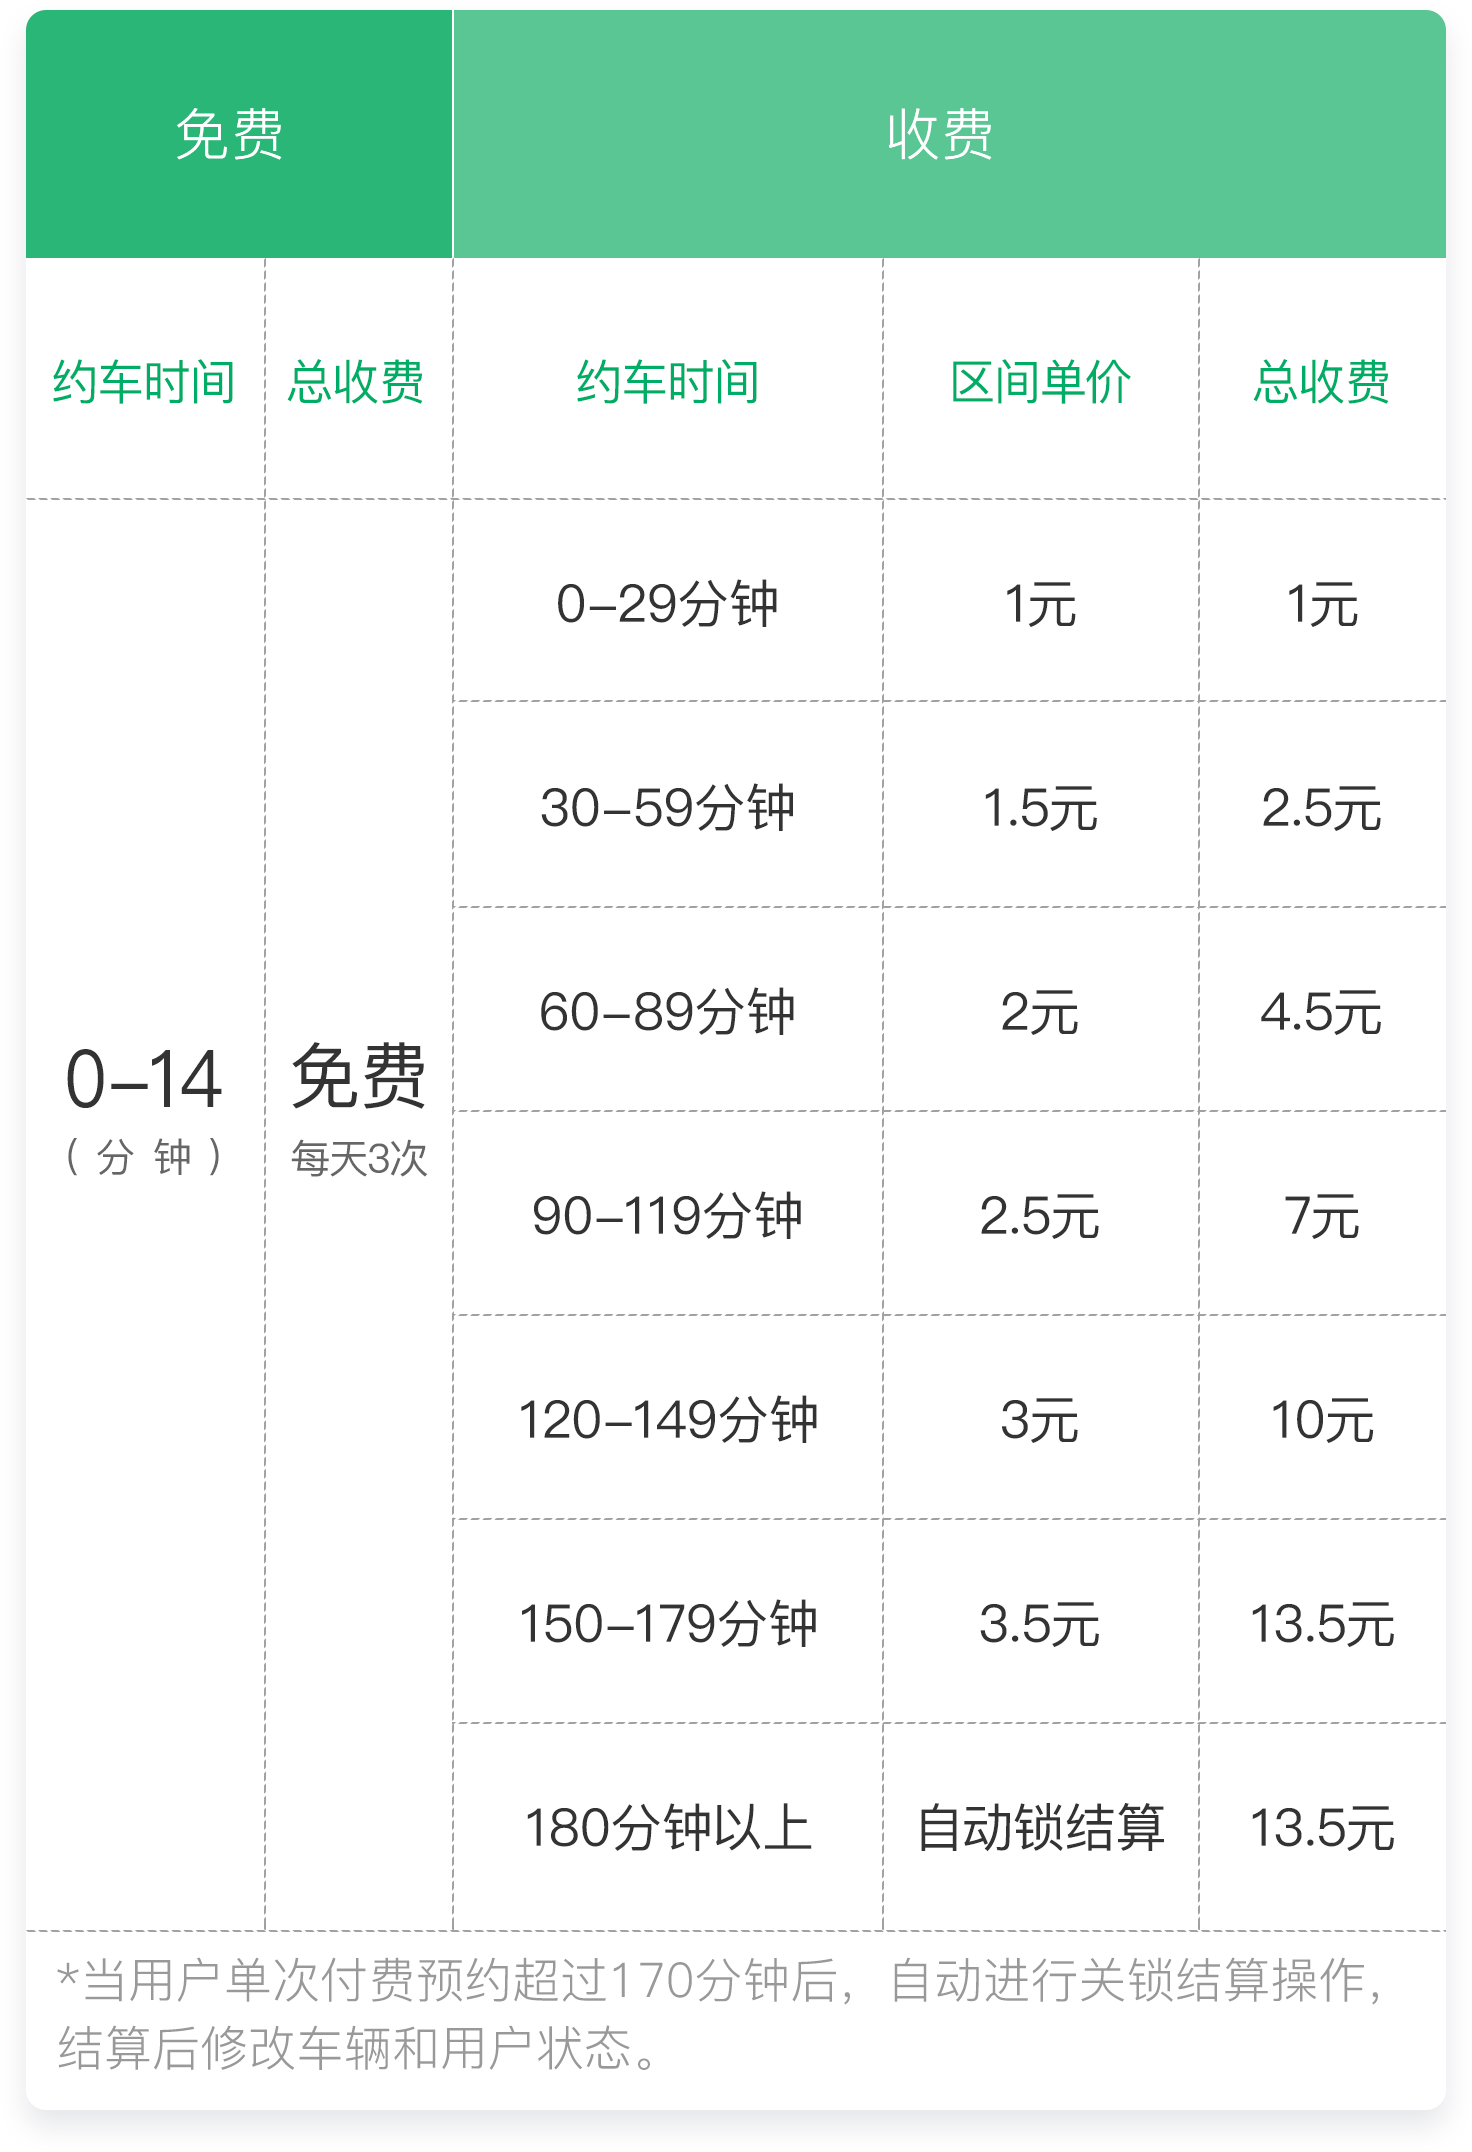 免费 收费
约车时间 总收费 约车时间 区间单价 总收费
0-29分钟 1元 1元
30-59分钟 1.5元 2.5元
60-89分钟 2元 4.5元
0-14 免费
(分钟) 每天3次
90-119分钟 2.5元 7元
120-149分钟 3元 10元
150-179分钟 3.5元 13.5元
180分钟以上 自动锁结算 13.5元
*当用户单次付费预约超过170分钟后，自动进行关锁结算操作，
结算后修改车辆和用户状态。